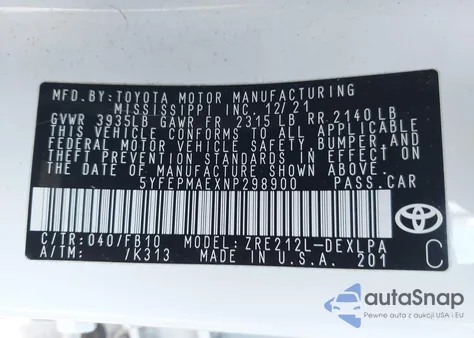 MFD.BY:TOYOTA MOTOR MANUFACTURING
MISSISSIPPI, INC.12/21
GVWR 3935LB GAWR FR 2315 LB RR 2140 LB
THIS VEHICLE CONFORMS TO ALL APPLICABLE
FEDERAL MOTOR VEHICLE SAFETY, BUMPER, AND
THEFT PREVENTION STANDARDS IN EFFECT ON
THE DATE OF MANUFACTURE SHOWN ABOVE.
5YFEPMAEXNP298900 PASS.CAR
C/TR:040/FB10 MODEL:ZRE212L-DEXLPA
A/TM: /K313 MADE IN U.S.A. 201
C
autoSnap
Pewne auta z dostawą z USA i EU